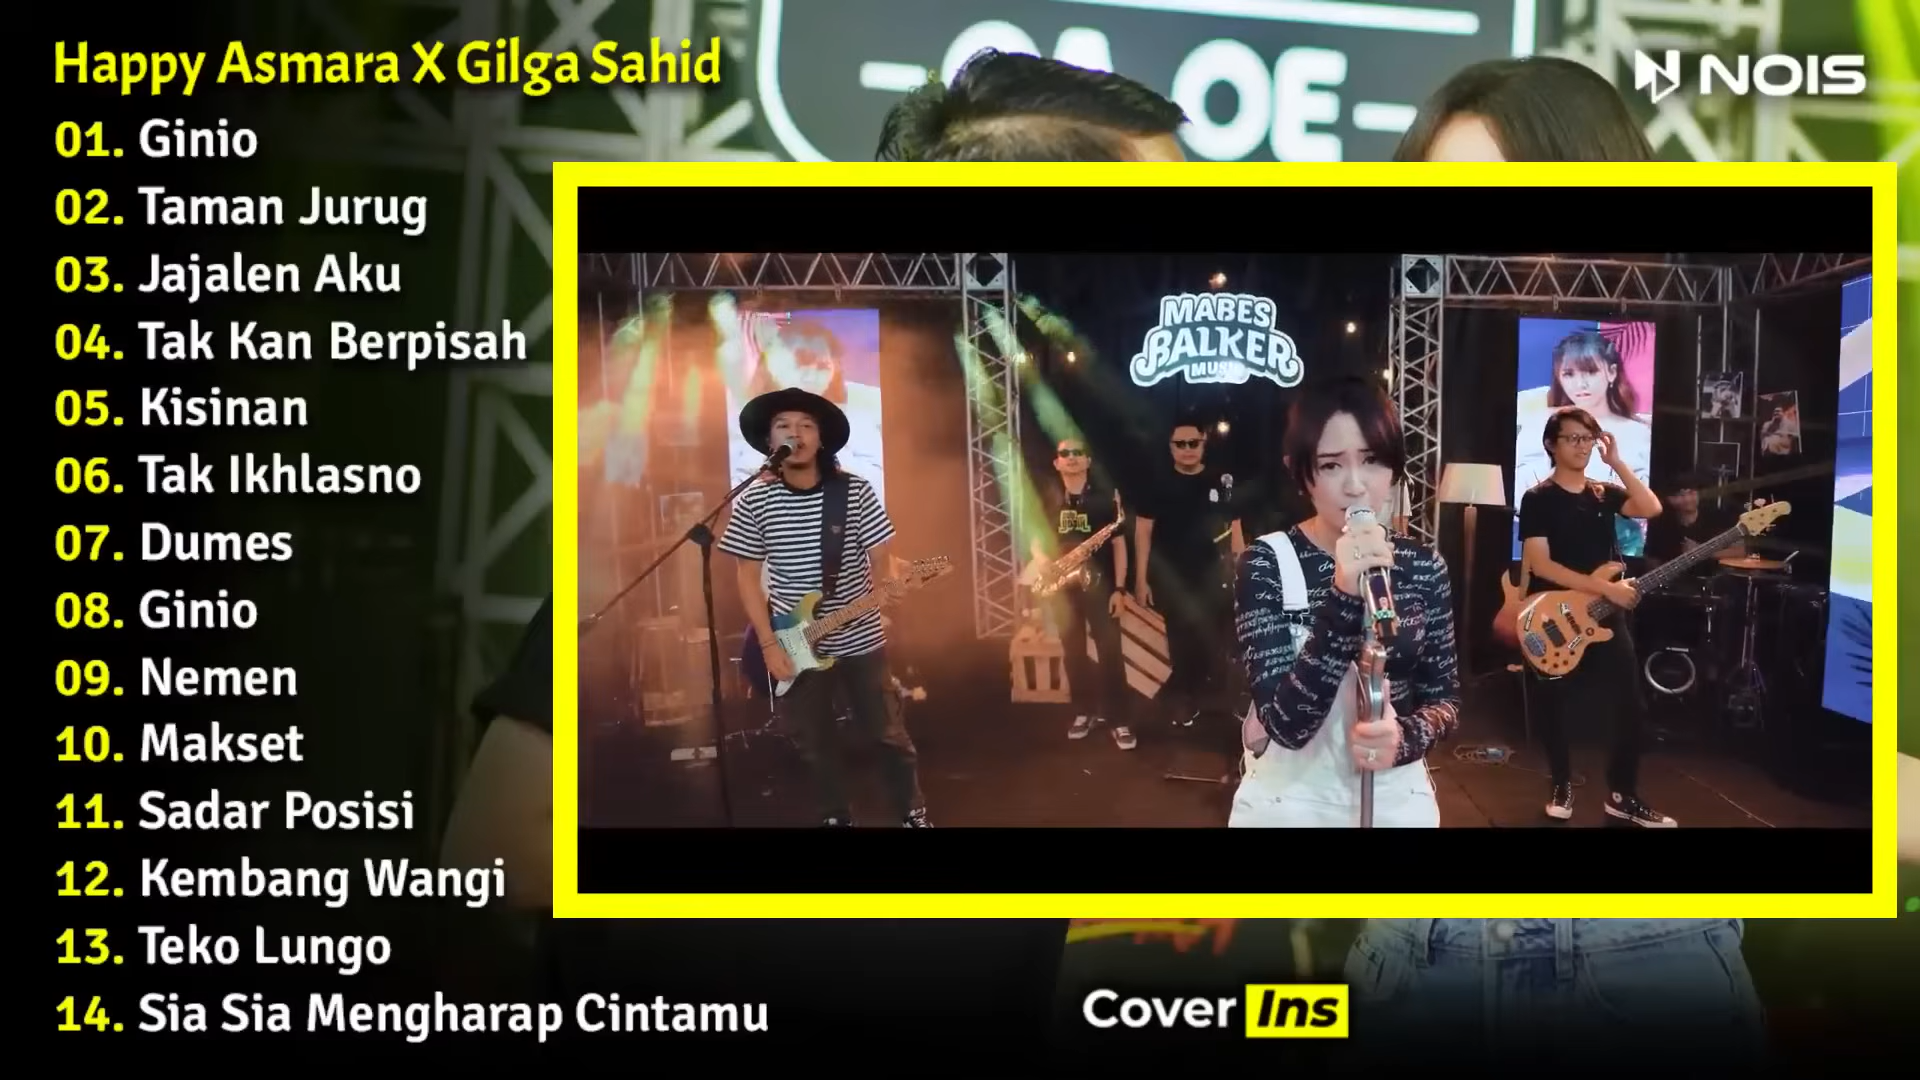 Happy Asmara X Gilga Sahid
01. Ginio
02. Taman Jurug
03. Jajalen Aku
04. Tak Kan Berpisah
05. Kisinan
06. Tak Ikhlasno
07. Dumes
08. Ginio
09. Nemen
10. Makset
11. Sadar Posisi
12. Kembang Wangi
13. Teko Lungo
14. Sia Sia Mengharap Cintamu
NOIS
OE
MABES
BALKER
MUSIC
Cover Ins